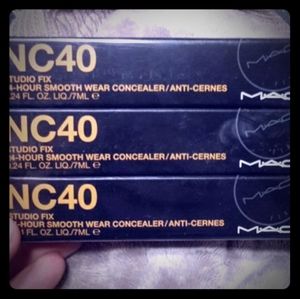 NC40
STUDIO FIX
24-HOUR SMOOTH WEAR CONCEALER/ANTI-CERNES
.24 FL. OZ. LIQ./7ML e
MAC
NC40
STUDIO FIX
24-HOUR SMOOTH WEAR CONCEALER/ANTI-CERNES
.24 FL. OZ. LIQ./7ML e
MAC
NC40
STUDIO FIX
-HOUR SMOOTH WEAR CONCEALER/ANTI-CERNES
FL. OZ. LIQ./7ML e
MAC